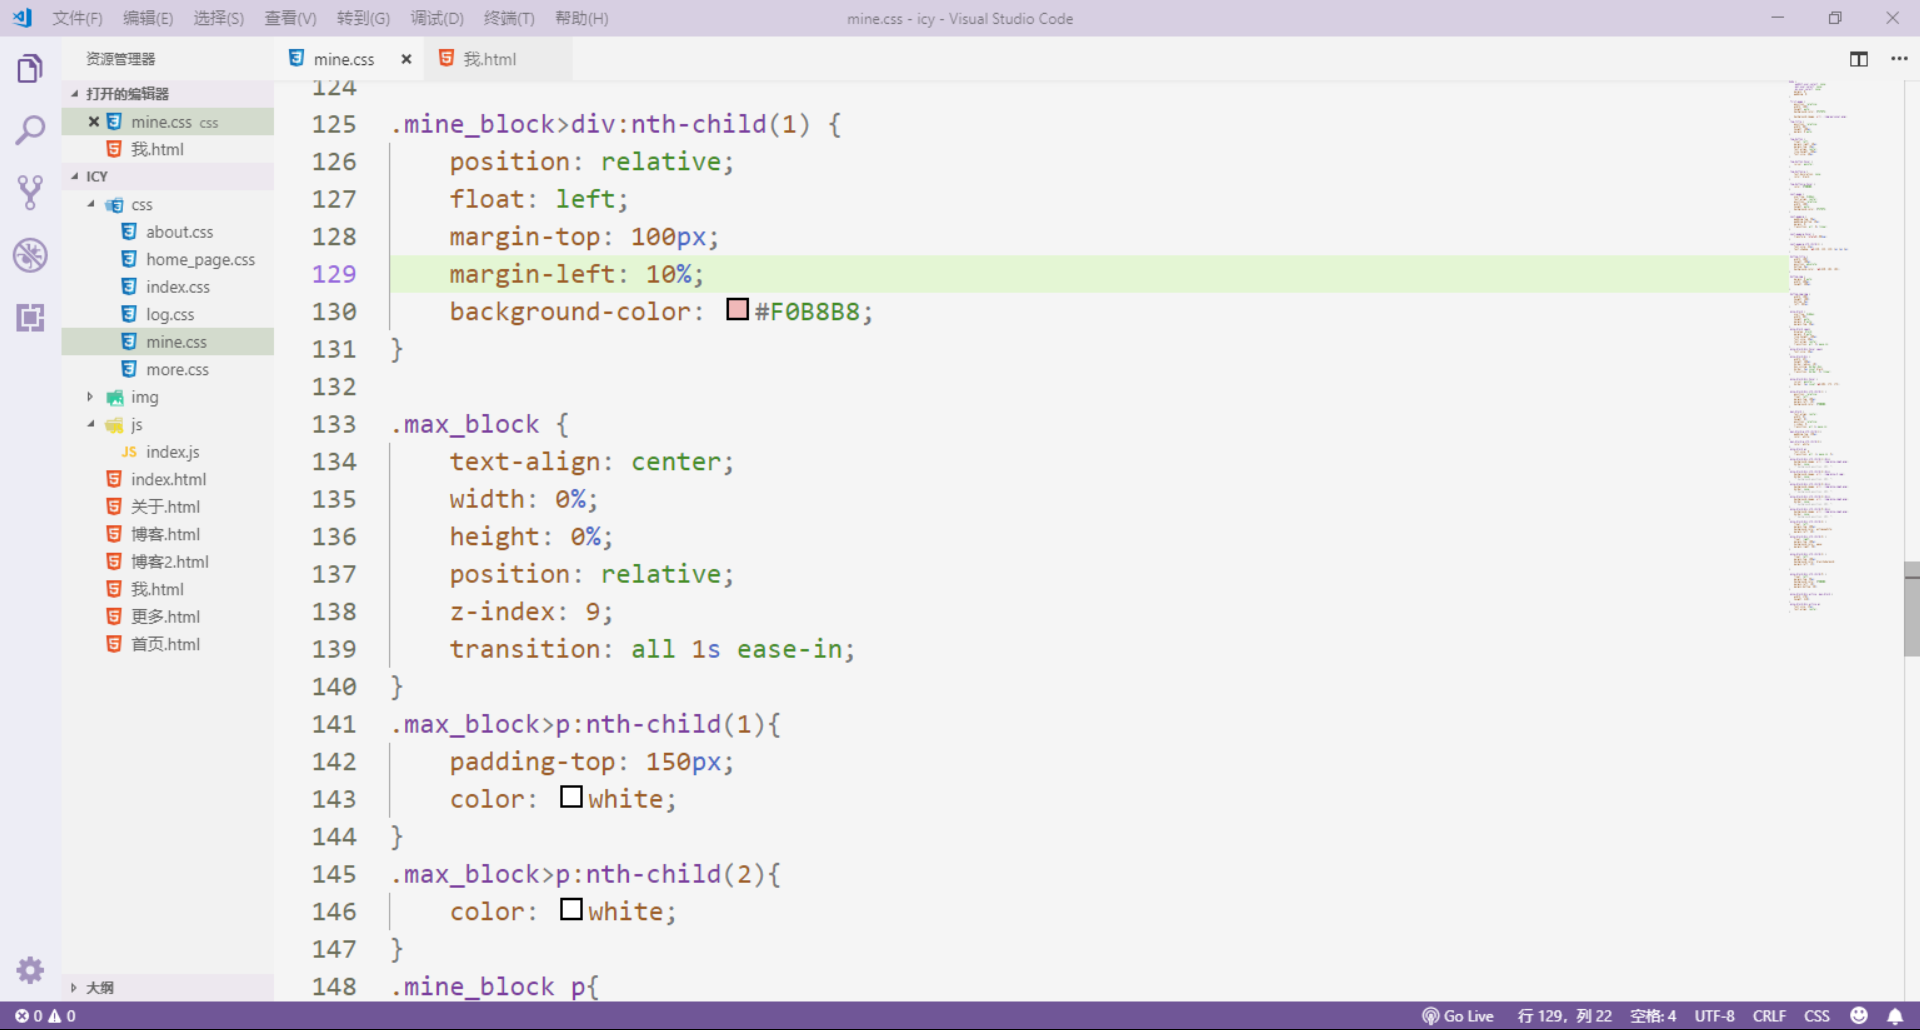 文件(F) 编辑(E) 选择(S) 查看(V) 转到(G) 调试(D) 终端(T) 帮助(H) mine.css - icy - Visual Studio Code
资源管理器
打开的编辑器
mine.css css
我.html
ICY
css
about.css
home_page.css
index.css
log.css
mine.css
more.css
img
js
JS index.js
index.html
关于.html
博客.html
博客2.html
我.html
更多.html
首页.html
大纲
mine.css 我.html
124
125 .mine_block>div:nth-child(1) {
126 position: relative;
127 float: left;
128 margin-top: 100px;
129 margin-left: 10%;
130 background-color: #F0B8B8;
131 }
132
133 .max_block {
134 text-align: center;
135 width: 0%;
136 height: 0%;
137 position: relative;
138 z-index: 9;
139 transition: all 1s ease-in;
140 }
141 .max_block>p:nth-child(1){
142 padding-top: 150px;
143 color: white;
144 }
145 .max_block>p:nth-child(2){
146 color: white;
147 }
148 .mine_block p{
0 0 Go Live 行 129，列 22 空格: 4 UTF-8 CRLF CSS